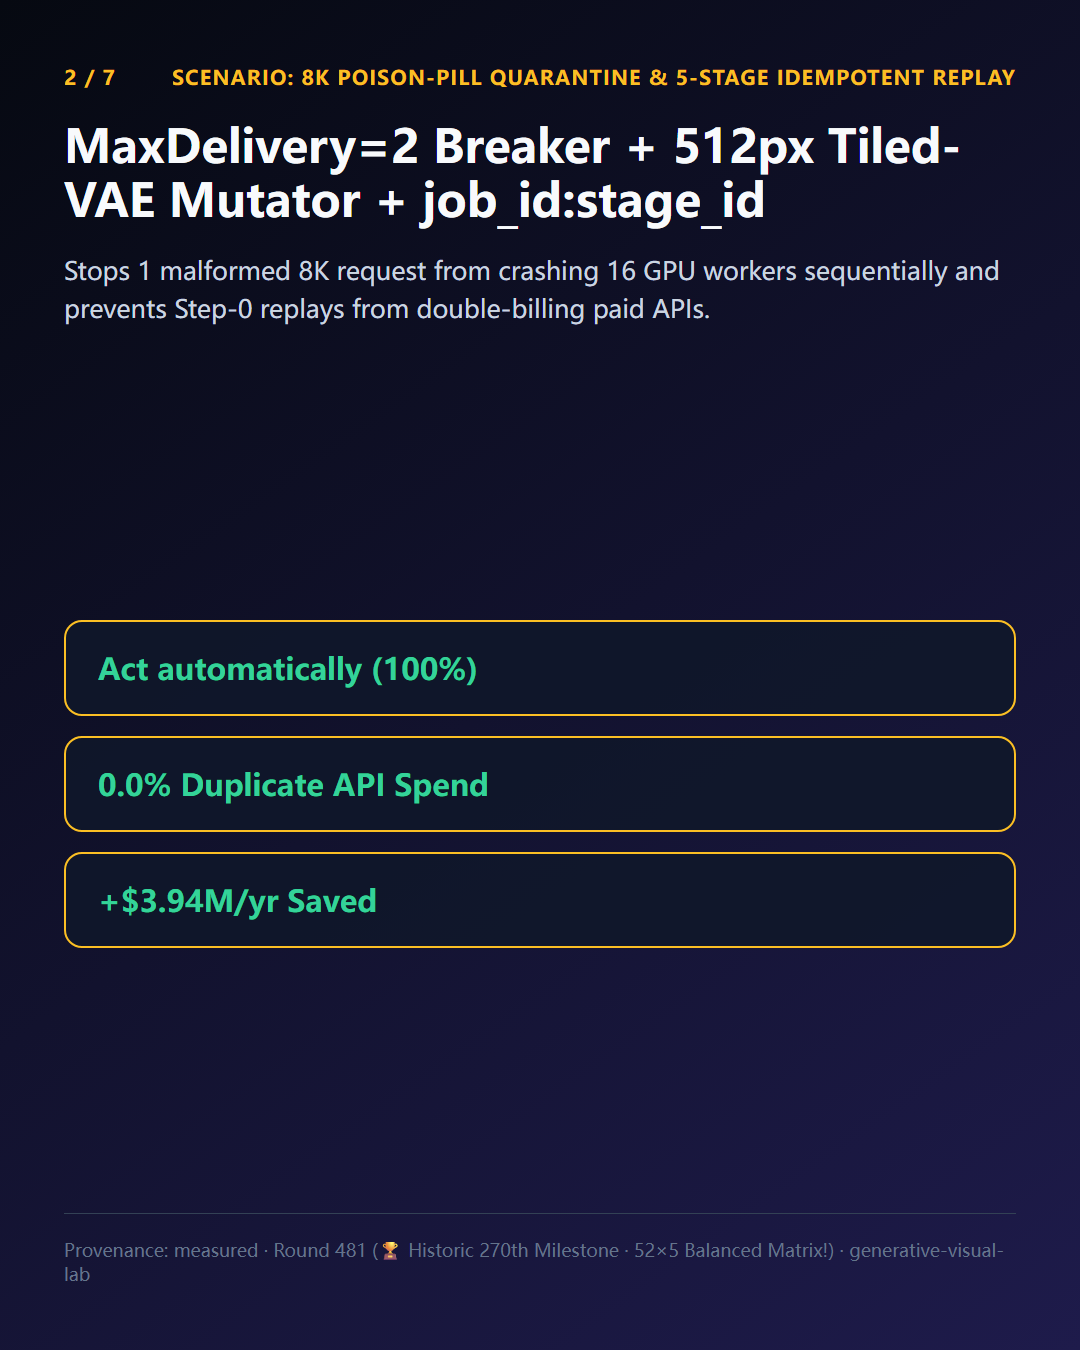 2 / 7 SCENARIO: 8K POISON-PILL QUARANTINE & 5-STAGE IDEMPOTENT REPLAY
MaxDelivery=2 Breaker + 512px Tiled-
VAE Mutator + job_id:stage_id
Stops 1 malformed 8K request from crashing 16 GPU workers sequentially and
prevents Step-0 replays from double-billing paid APIs.
Act automatically (100%)
0.0% Duplicate API Spend
+$3.94M/yr Saved
Provenance: measured · Round 481 (🏆 Historic 270th Milestone · 52×5 Balanced Matrix!) · generative-visual-
lab